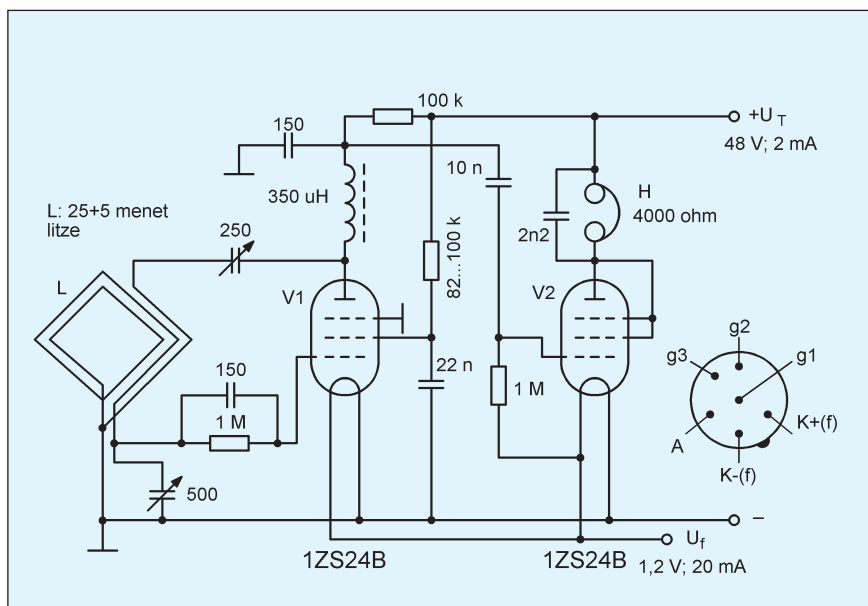 100 k
150
+U T
48 V; 2 mA
10 n
350 uH
H
4000 ohm
L: 25+5 menet
litze
250
2n2
82...100 k
L
V1
V2
g2
g3
g1
150
22 n
1 M
1 M
A
K+(f)
K-(f)
500
–
U f
1ZS24B
1ZS24B
1,2 V; 20 mA